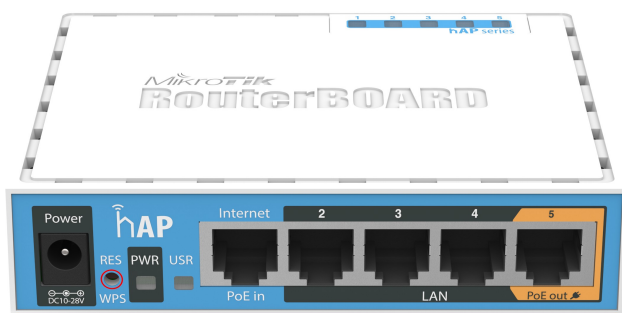 1 2 3 4 5
hAP series
MikroTik
RouterBOARD
Power
hAP
Internet 2 3 4 5
RES PWR USR
WPS
DC10-28V
PoE in
LAN
PoE out